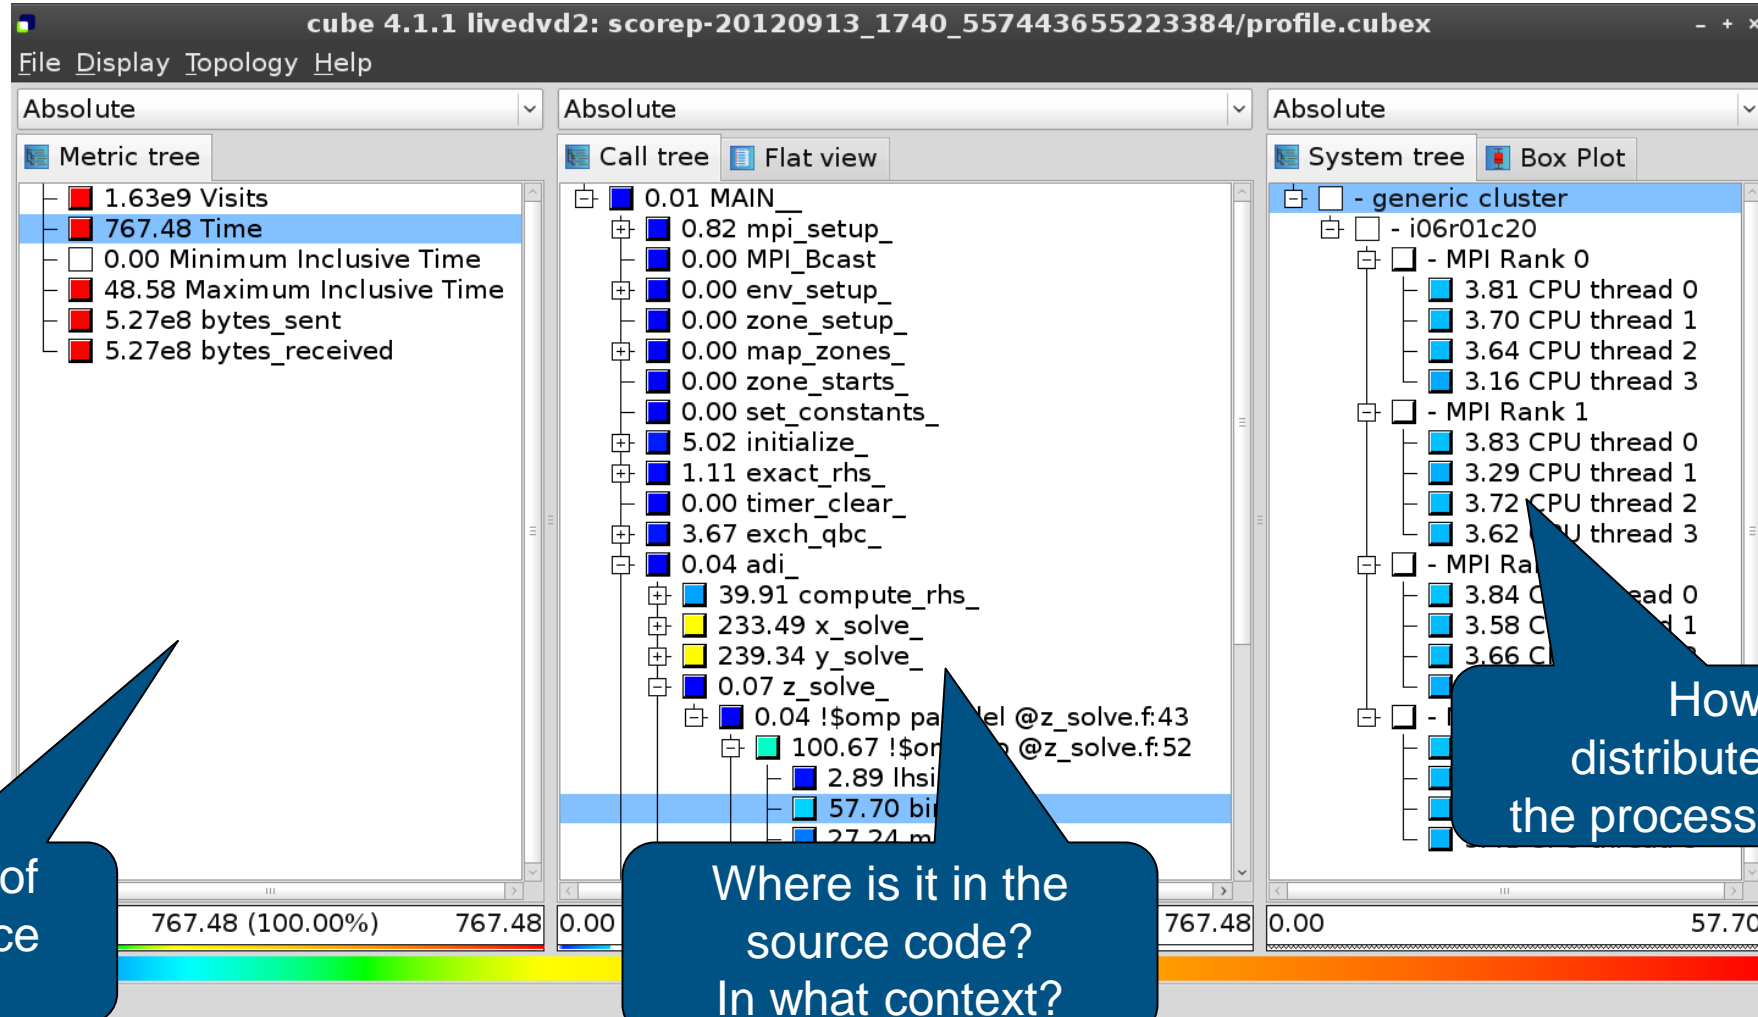 cube 4.1.1 livedvd2: scorep-20120913_1740_557443655223384/profile.cubex
File Display Topology Help
Absolute
Metric tree
1.63e9 Visits
767.48 Time
0.00 Minimum Inclusive Time
48.58 Maximum Inclusive Time
5.27e8 bytes_sent
5.27e8 bytes_received
767.48 (100.00%) 767.48
of
ce
Absolute
Call tree Flat view
0.01 MAIN__
0.82 mpi_setup_
0.00 MPI_Bcast
0.00 env_setup_
0.00 zone_setup_
0.00 map_zones_
0.00 zone_starts_
0.00 set_constants_
5.02 initialize_
1.11 exact_rhs_
0.00 timer_clear_
3.67 exch_qbc_
0.04 adi_
39.91 compute_rhs_
233.49 x_solve_
239.34 y_solve_
0.07 z_solve_
0.04 !$omp pa el @z_solve.f:43
100.67 !$on @z_solve.f:52
2.89 lhsi
57.70 bi
27.24 m
0.00 767.48
Where is it in the
source code?
In what context?
Absolute
System tree Box Plot
- generic cluster
- i06r01c20
- MPI Rank 0
3.81 CPU thread 0
3.70 CPU thread 1
3.64 CPU thread 2
3.16 CPU thread 3
- MPI Rank 1
3.83 CPU thread 0
3.29 CPU thread 1
3.72 CPU thread 2
3.62 U thread 3
- MPI Ra
3.84 C ead 0
3.58 C 1
3.66 C
0.00 57.70
How
distribute
the process